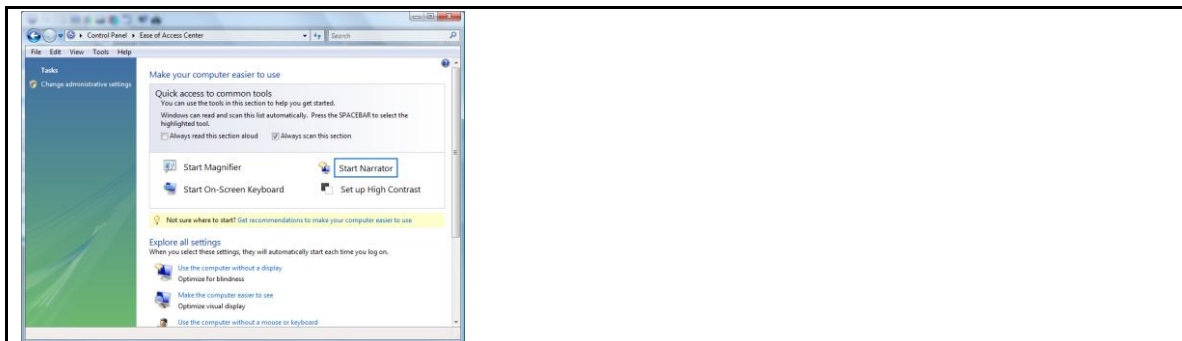 Control Panel ▸ Ease of Access Center
Search
File Edit View Tools Help
Tasks
Change administrative settings
Make your computer easier to use
Quick access to common tools
You can use the tools in this section to help you get started.
Windows can read and scan this list automatically. Press the SPACEBAR to select the
highlighted tool.
Always read this section aloud
Always scan this section
Start Magnifier
Start Narrator
Start On-Screen Keyboard
Set up High Contrast
Not sure where to start? Get recommendations to make your computer easier to use
Explore all settings
When you select these settings, they will automatically start each time you log on.
Use the computer without a display
Optimize for blindness
Make the computer easier to see
Optimize visual display
Use the computer without a mouse or keyboard